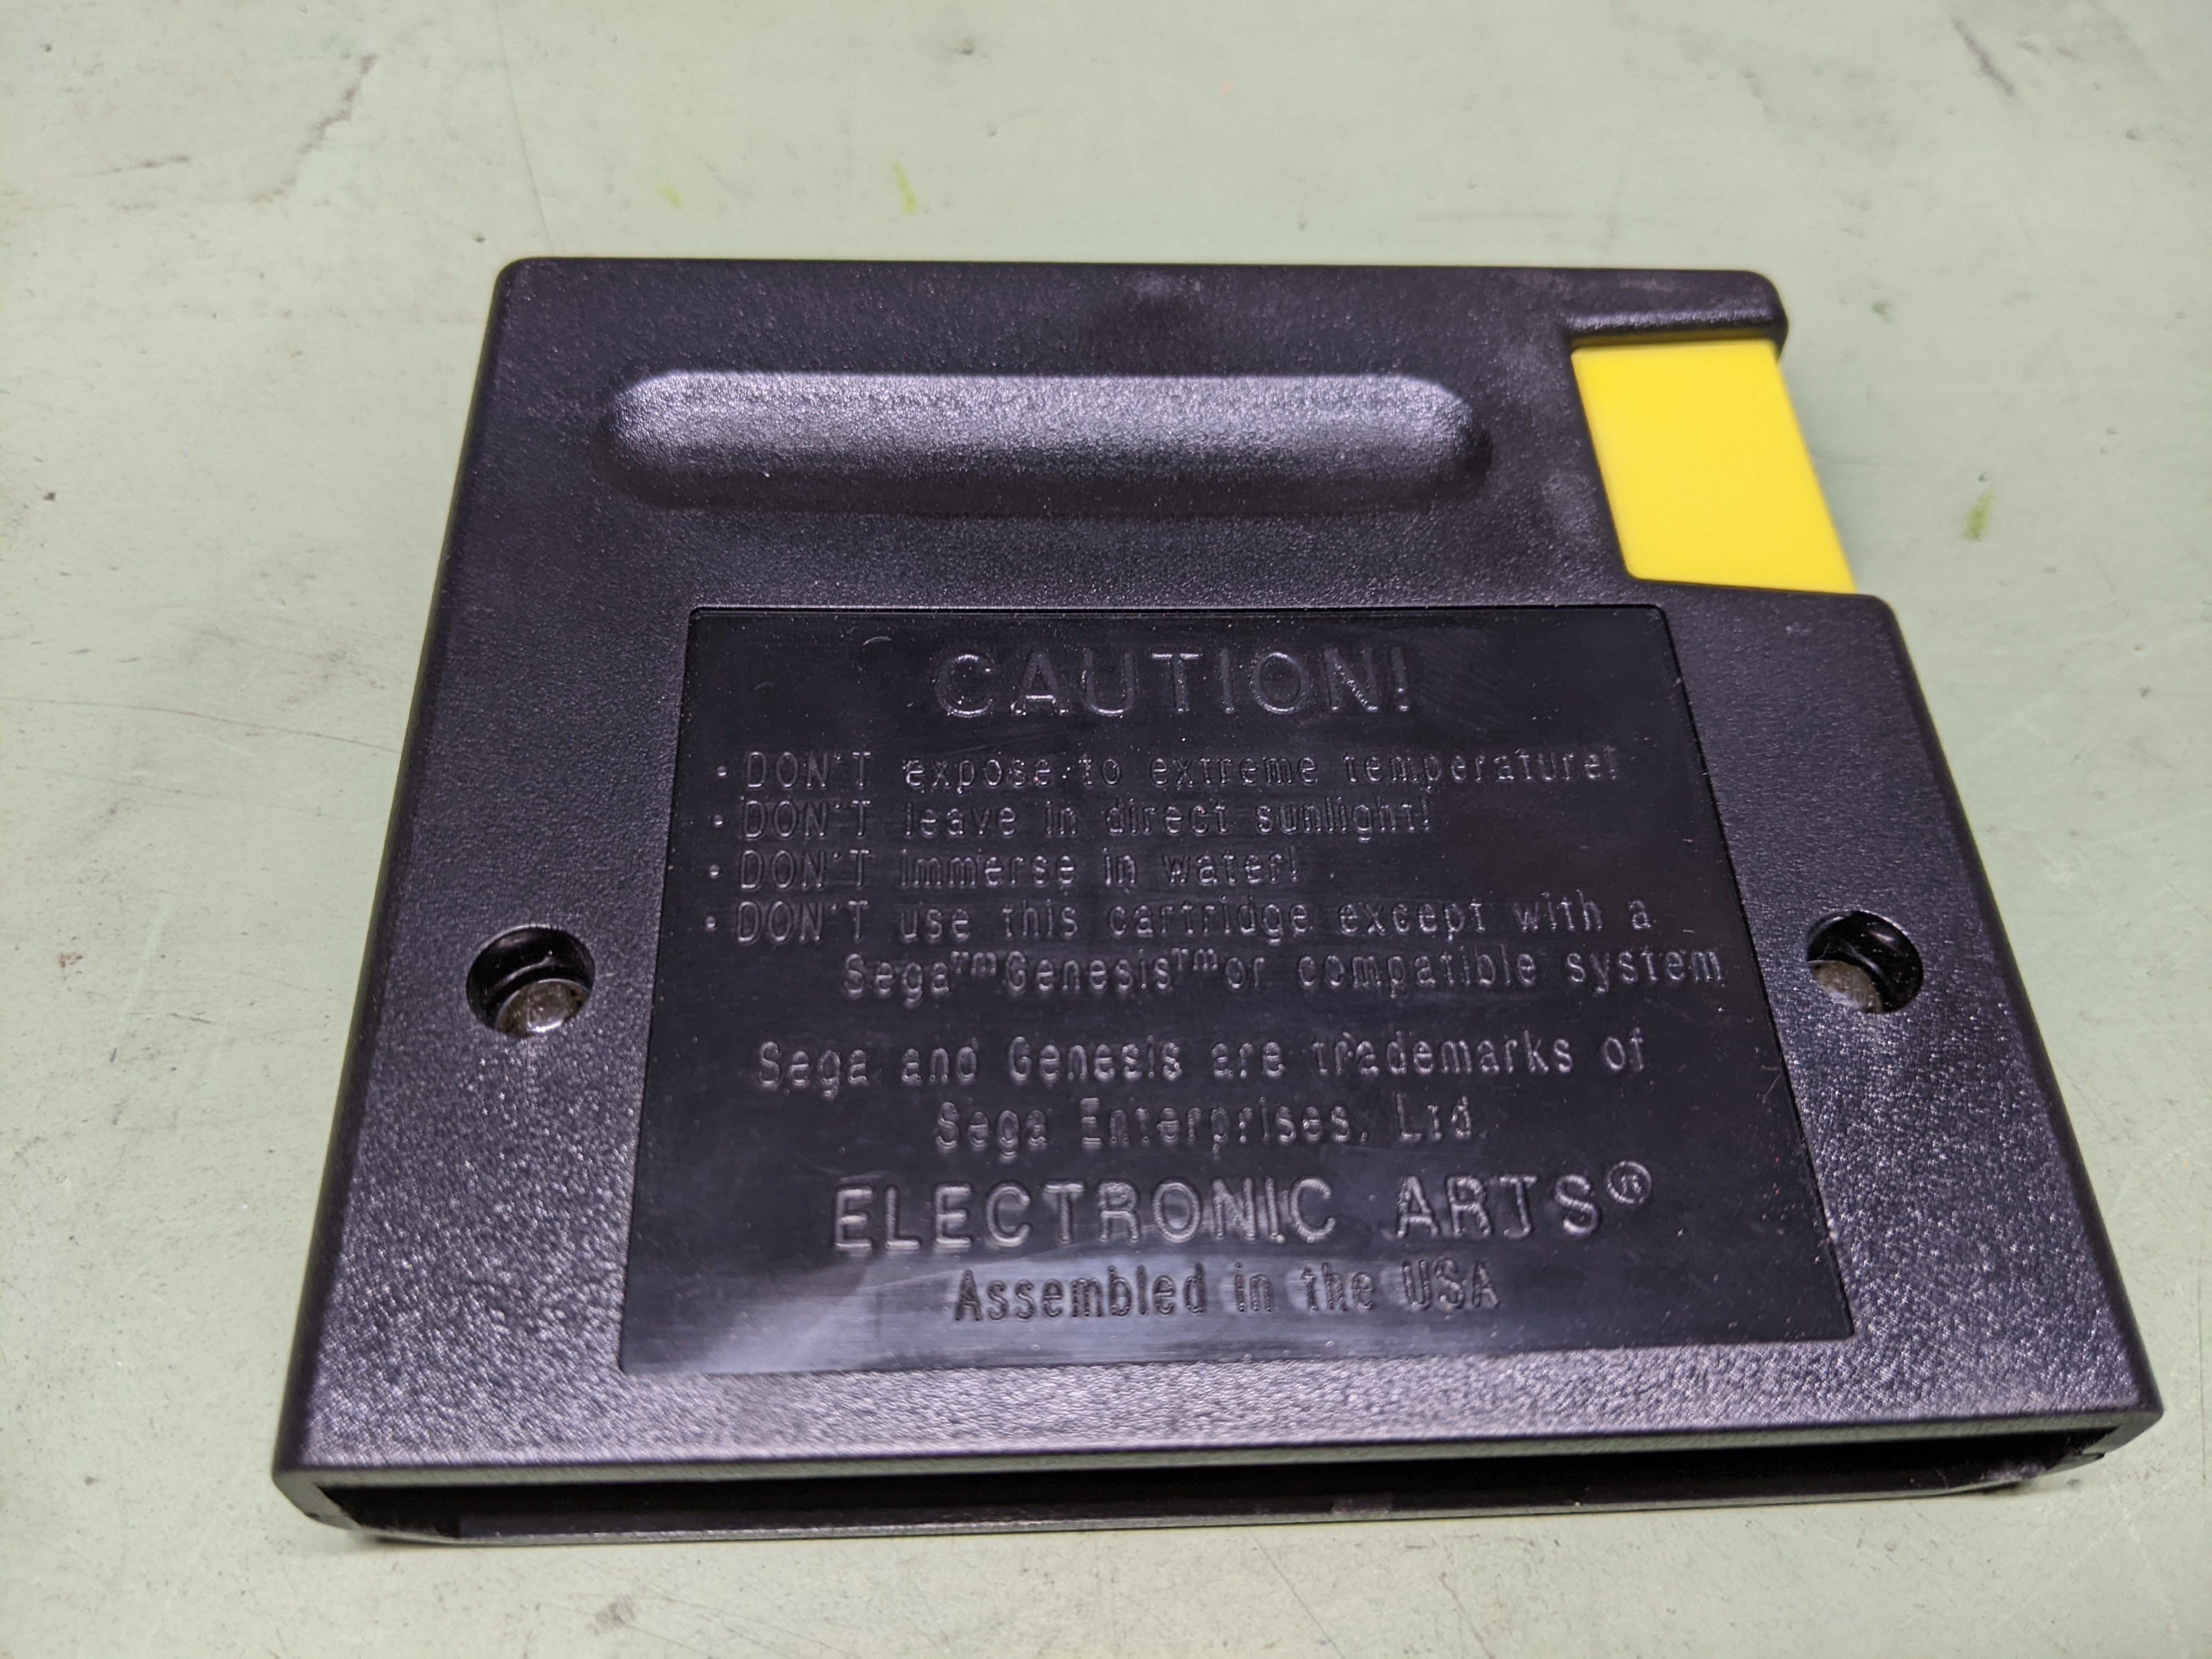 CAUTION!
· DON'T expose to extreme temperature!
· DON'T leave in direct sunlight!
· DON'T immerse in water!
· DON'T use this cartridge except with a
Sega™ Genesis™ or compatible system
Sega and Genesis are trademarks of
Sega Enterprises, Ltd.
ELECTRONIC ARTS®
Assembled in the USA